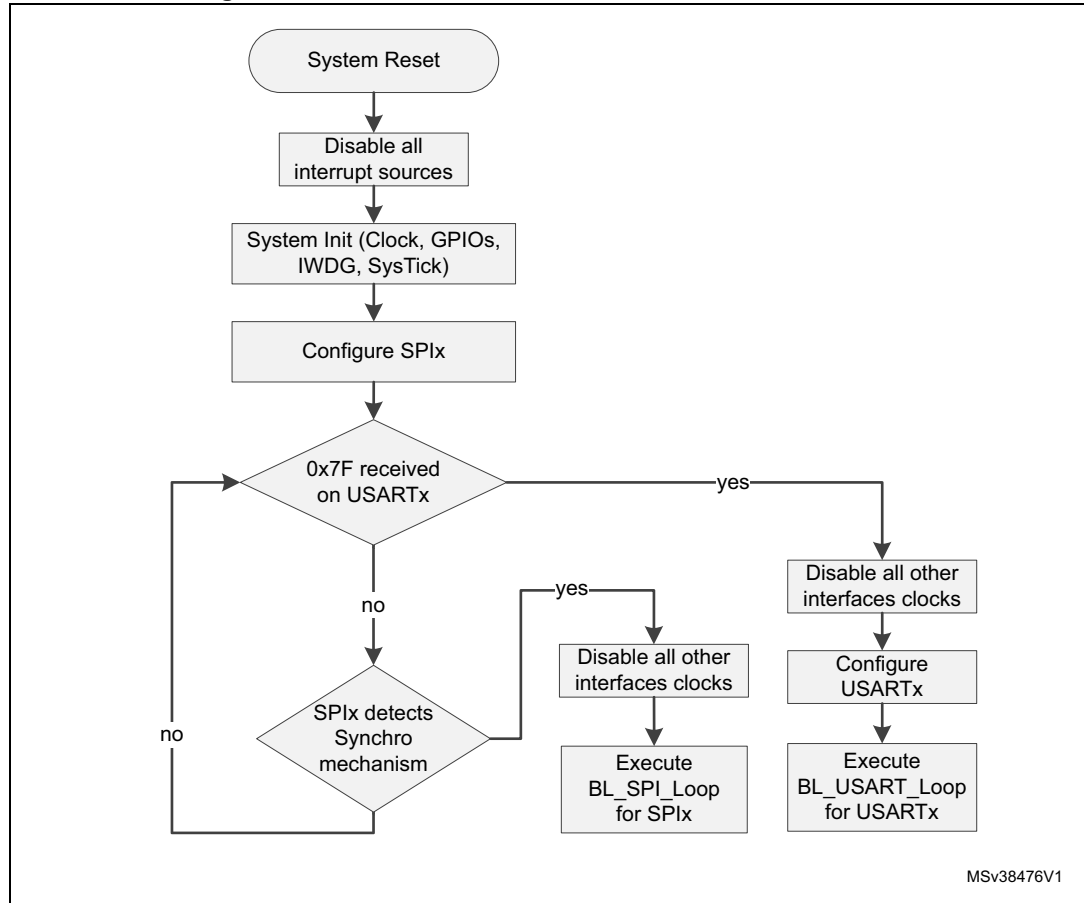 System Reset
Disable all
interrupt sources
System Init (Clock, GPIOs,
IWDG, SysTick)
Configure SPIx
0x7F received
on USARTx
yes
no
yes
Disable all other
interfaces clocks
Configure
USARTx
Execute
BL_USART_Loop
for USARTx
Disable all other
interfaces clocks
SPIx detects
Synchro
mechanism
no
Execute
BL_SPI_Loop
for SPIx
MSv38476V1